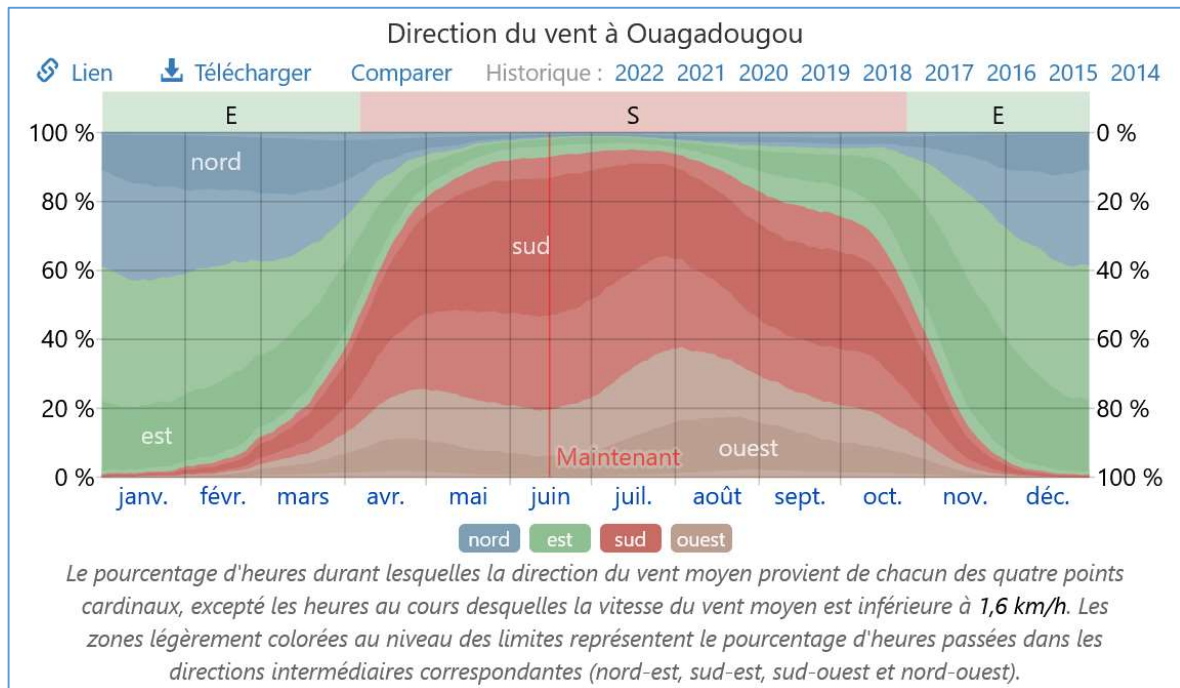 Direction du vent à Ouagadougou
Lien Télécharger Comparer Historique : 2022 2021 2020 2019 2018 2017 2016 2015 2014
E S E
100 % 0 %
nord
80 % 20 %
sud
60 % 40 %
40 % 60 %
20 % 80 %
est ouest
Maintenant
0 % 100 %
janv. févr. mars avr. mai juin juil. août sept. oct. nov. déc.
nord est sud ouest
Le pourcentage d'heures durant lesquelles la direction du vent moyen provient de chacun des quatre points
cardinaux, excepté les heures au cours desquelles la vitesse du vent moyen est inférieure à 1,6 km/h. Les
zones légèrement colorées au niveau des limites représentent le pourcentage d'heures passées dans les
directions intermédiaires correspondantes (nord-est, sud-est, sud-ouest et nord-ouest).